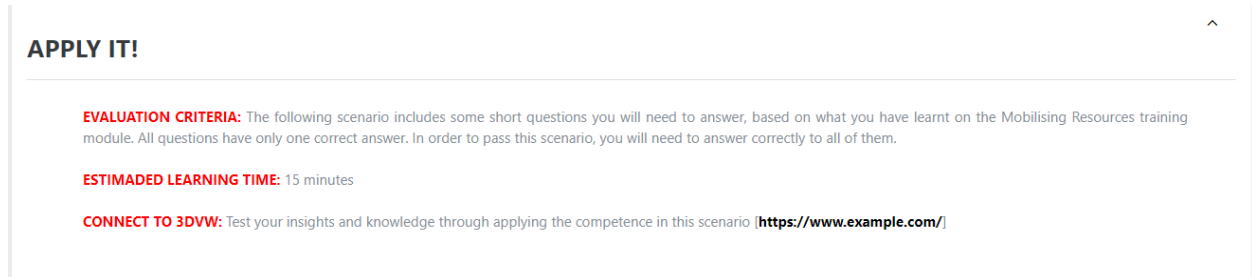 APPLY IT!
EVALUATION CRITERIA: The following scenario includes some short questions you will need to answer, based on what you have learnt on the Mobilising Resources training
module. All questions have only one correct answer. In order to pass this scenario, you will need to answer correctly to all of them.
ESTIMADED LEARNING TIME: 15 minutes
CONNECT TO 3DVW: Test your insights and knowledge through applying the competence in this scenario [https://www.example.com/]